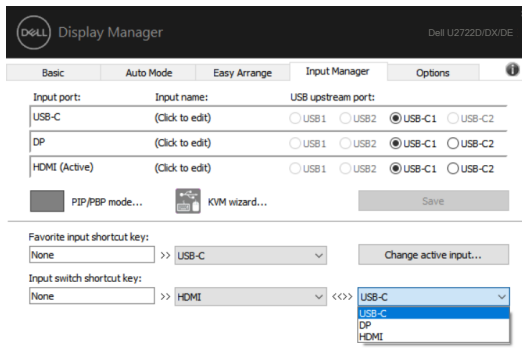 DELL Display Manager
Dell U2722D/DX/DE
Basic Auto Mode Easy Arrange Input Manager Options i
Input port: Input name: USB upstream port:
USB-C (Click to edit) USB1 USB2 USB-C1 USB-C2
DP (Click to edit) USB1 USB2 USB-C1 USB-C2
HDMI (Active) (Click to edit) USB1 USB2 USB-C1 USB-C2
PIP/PBP mode... KVM wizard... Save
Favorite input shortcut key:
None >> USB-C Change active input...
Input switch shortcut key:
None >> HDMI <<>> USB-C
USB-C
DP
HDMI